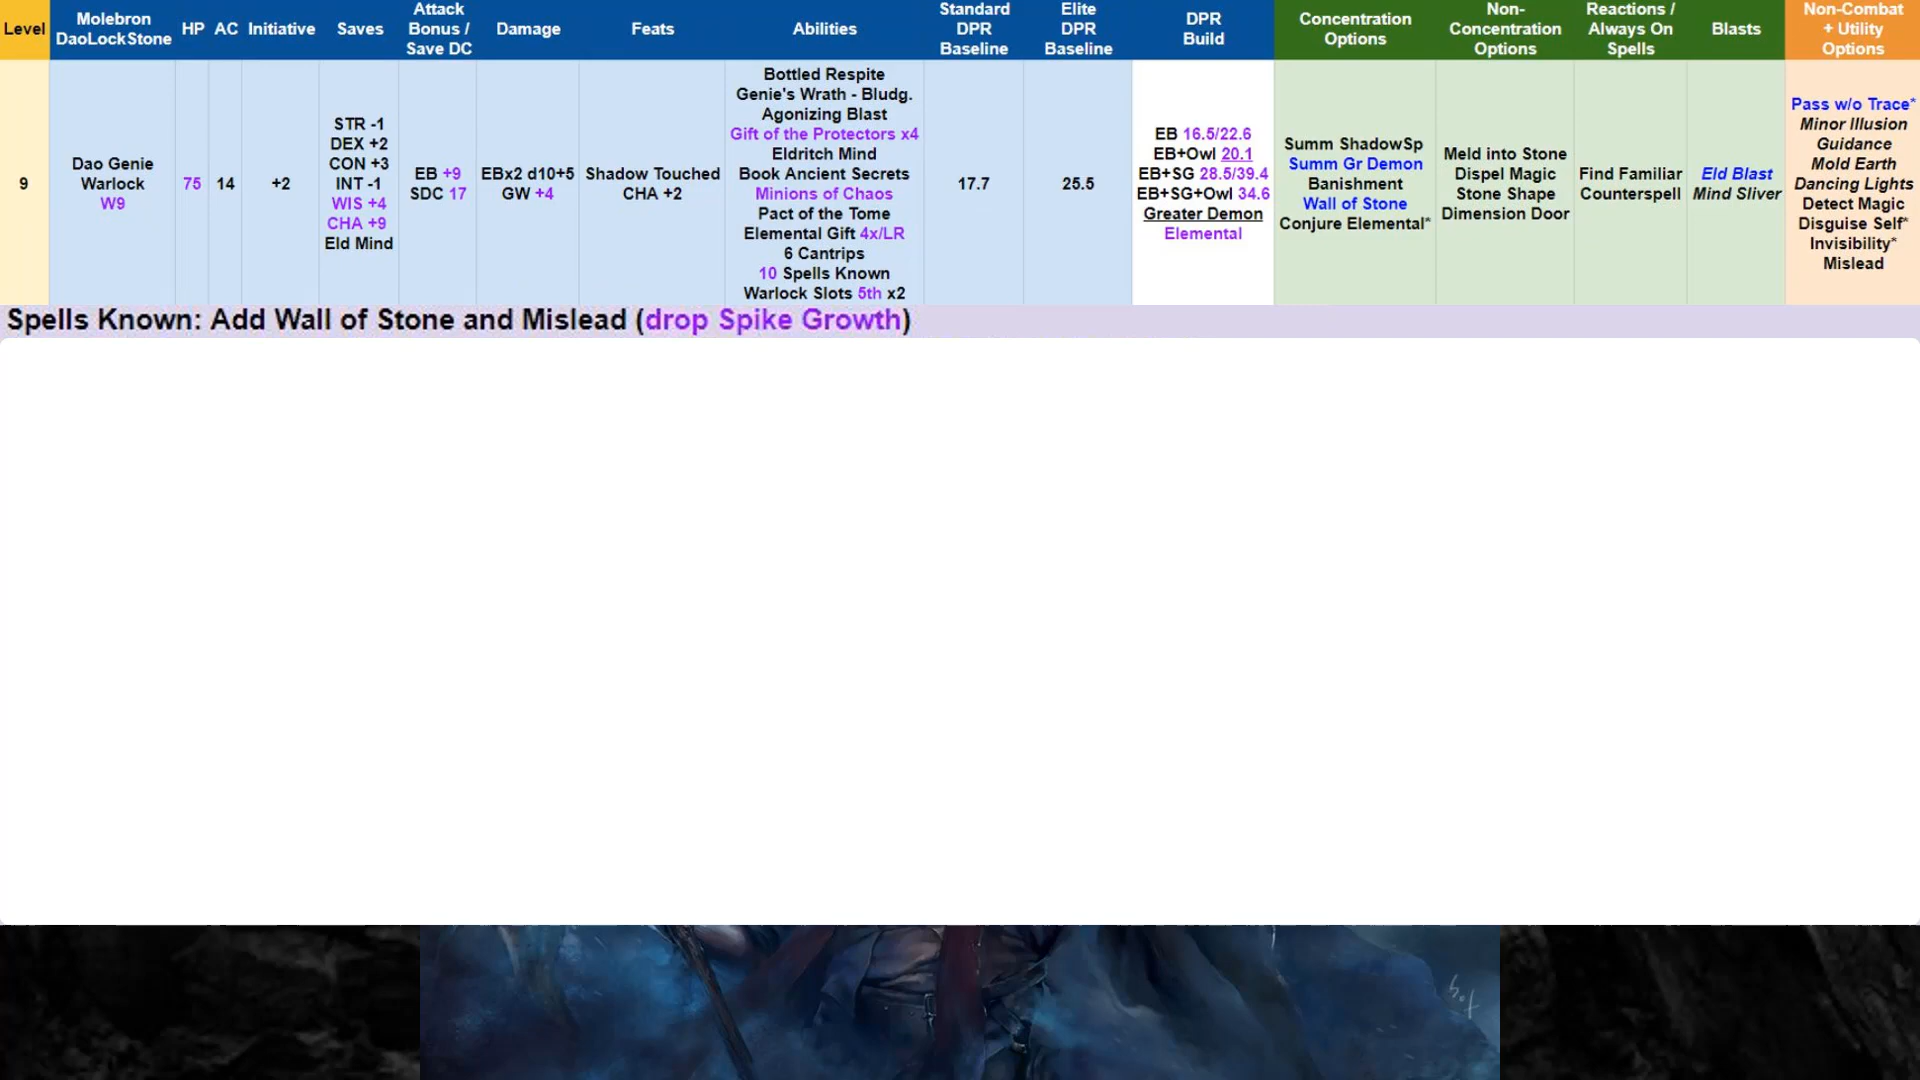 Level
Molebron
DaoLockStone
HP
AC
Initiative
Saves
Attack
Bonus /
Save DC
Damage
Feats
Abilities
Standard
DPR
Baseline
Elite
DPR
Baseline
DPR
Build
Concentration
Options
Non-
Concentration
Options
Reactions /
Always On
Spells
Blasts
Non-Combat
+ Utility
Options
9
Dao Genie
Warlock
W9
75
14
+2
STR -1
DEX +2
CON +3
INT -1
WIS +4
CHA +9
Eld Mind
EB +9
SDC 17
EBx2 d10+5
GW +4
Shadow Touched
CHA +2
Bottled Respite
Genie's Wrath - Bludg.
Agonizing Blast
Gift of the Protectors x4
Eldritch Mind
Book Ancient Secrets
Minions of Chaos
Pact of the Tome
Elemental Gift 4x/LR
6 Cantrips
10 Spells Known
Warlock Slots 5th x2
17.7
25.5
EB 16.5/22.6
EB+Owl 20.1
EB+SG 28.5/39.4
EB+SG+Owl 34.6
Greater Demon
Elemental
Summ ShadowSp
Summ Gr Demon
Banishment
Wall of Stone
Conjure Elemental*
Meld into Stone
Dispel Magic
Stone Shape
Dimension Door
Find Familiar
Counterspell
Eld Blast
Mind Sliver
Pass w/o Trace*
Minor Illusion
Guidance
Mold Earth
Dancing Lights
Detect Magic
Disguise Self*
Invisibility*
Mislead
Spells Known: Add Wall of Stone and Mislead (drop Spike Growth)